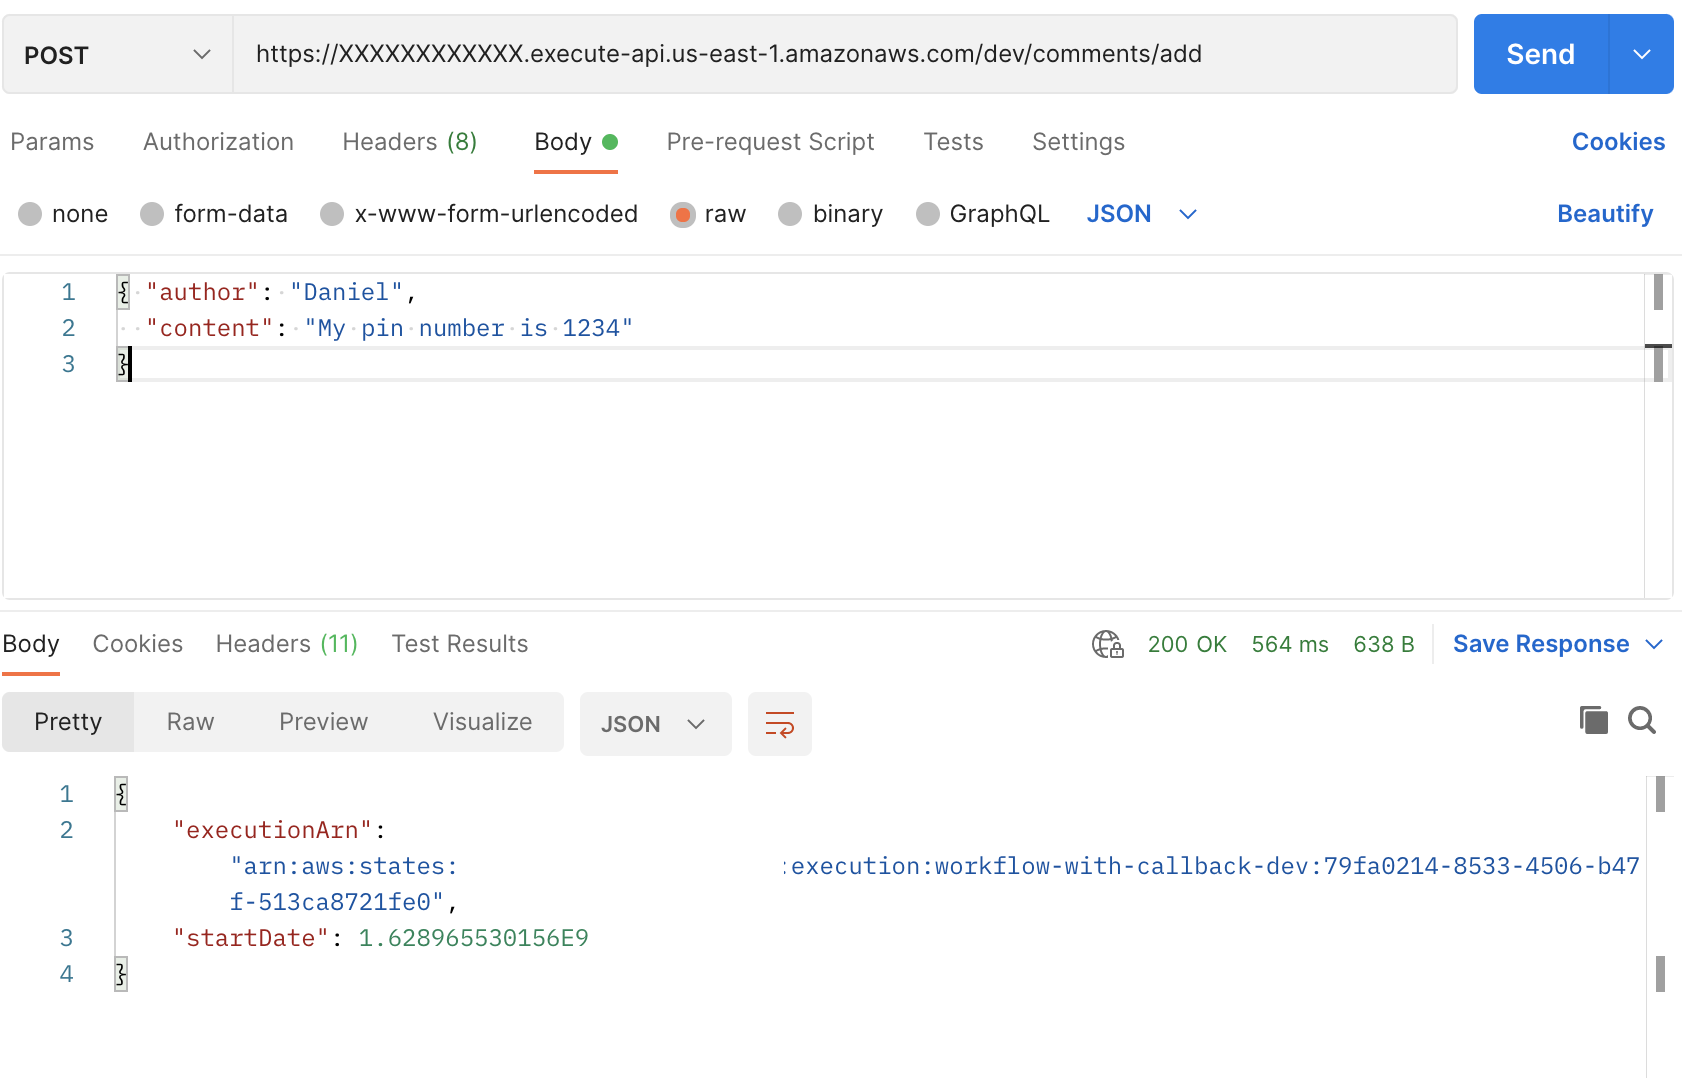 POST https://XXXXXXXXXXXX.execute-api.us-east-1.amazonaws.com/dev/comments/add Send
Params Authorization Headers (8) Body Pre-request Script Tests Settings Cookies
none form-data x-www-form-urlencoded raw binary GraphQL JSON Beautify
1 { "author": "Daniel",
2 "content": "My pin number is 1234"
3 }
Body Cookies Headers (11) Test Results 200 OK 564 ms 638 B Save Response
Pretty Raw Preview Visualize JSON
1 {
2 "executionArn":
"arn:aws:states: :execution:workflow-with-callback-dev:79fa0214-8533-4506-b47
f-513ca8721fe0",
3 "startDate": 1.628965530156E9
4 }